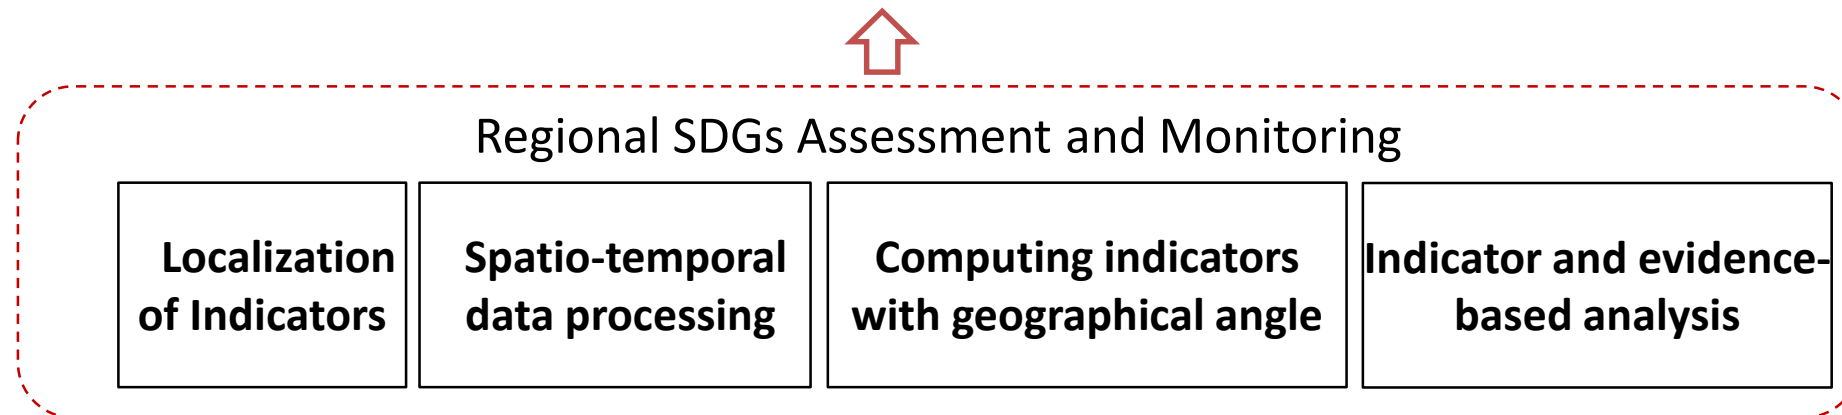 Regional SDGs Assessment and Monitoring
Localization
of Indicators
Spatio-temporal
data processing
Computing indicators
with geographical angle
Indicator and evidence-
based analysis